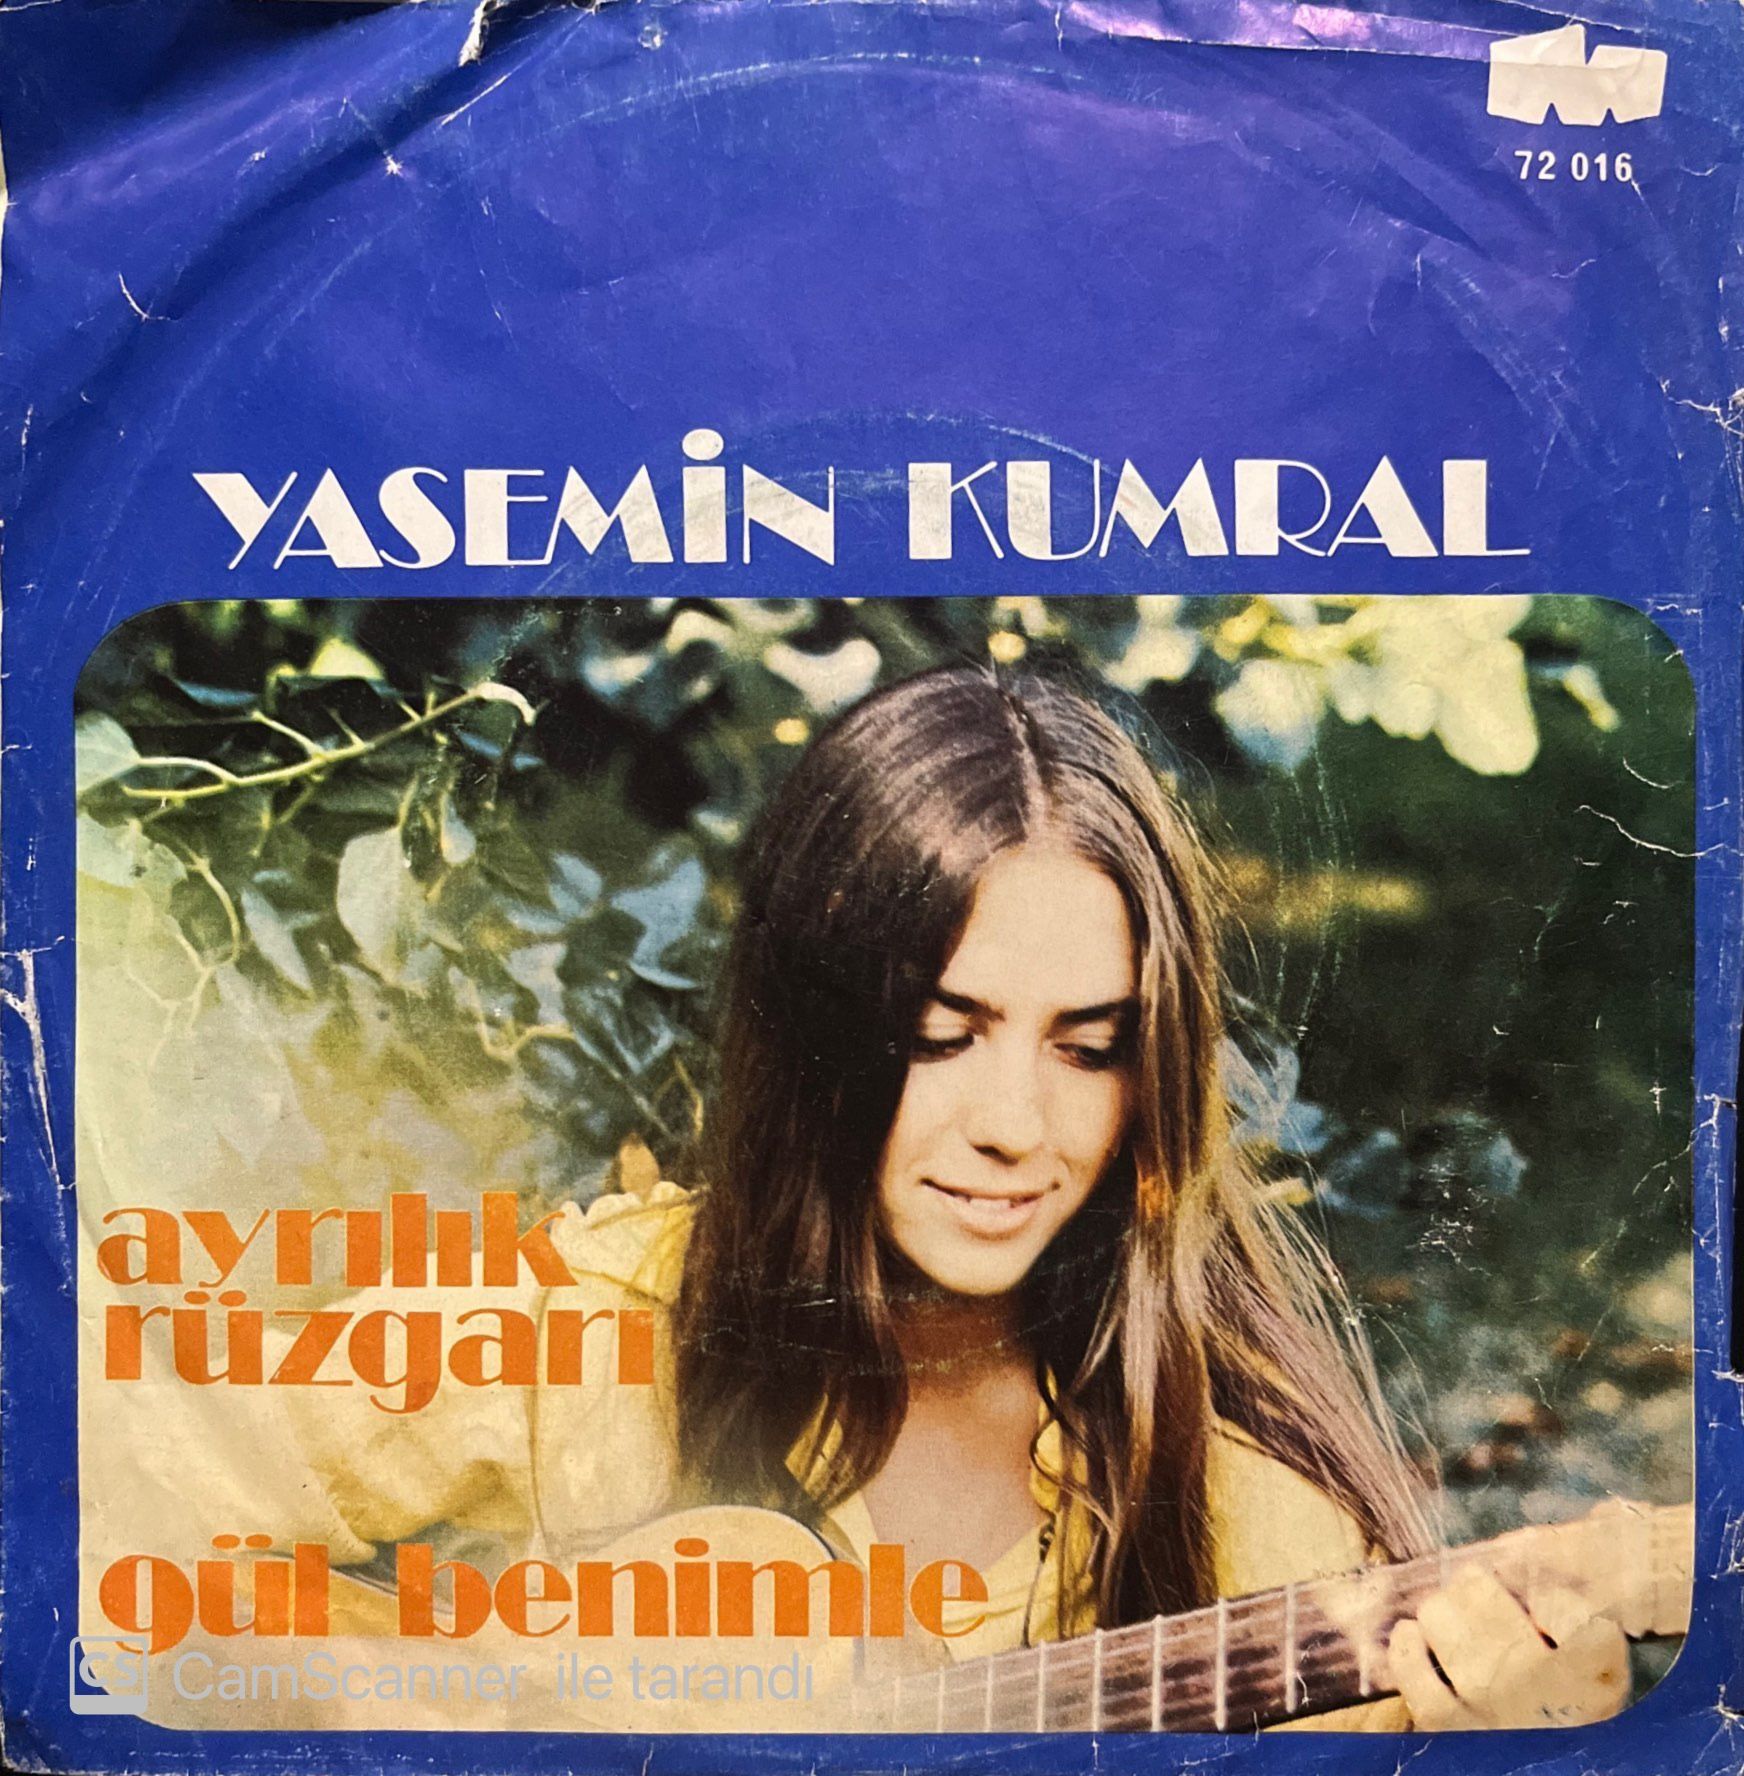 72 016
YASEMİN KUMRAL
ayrılık
rüzgarı
gül benimle
CS CamScanner ile tarandı